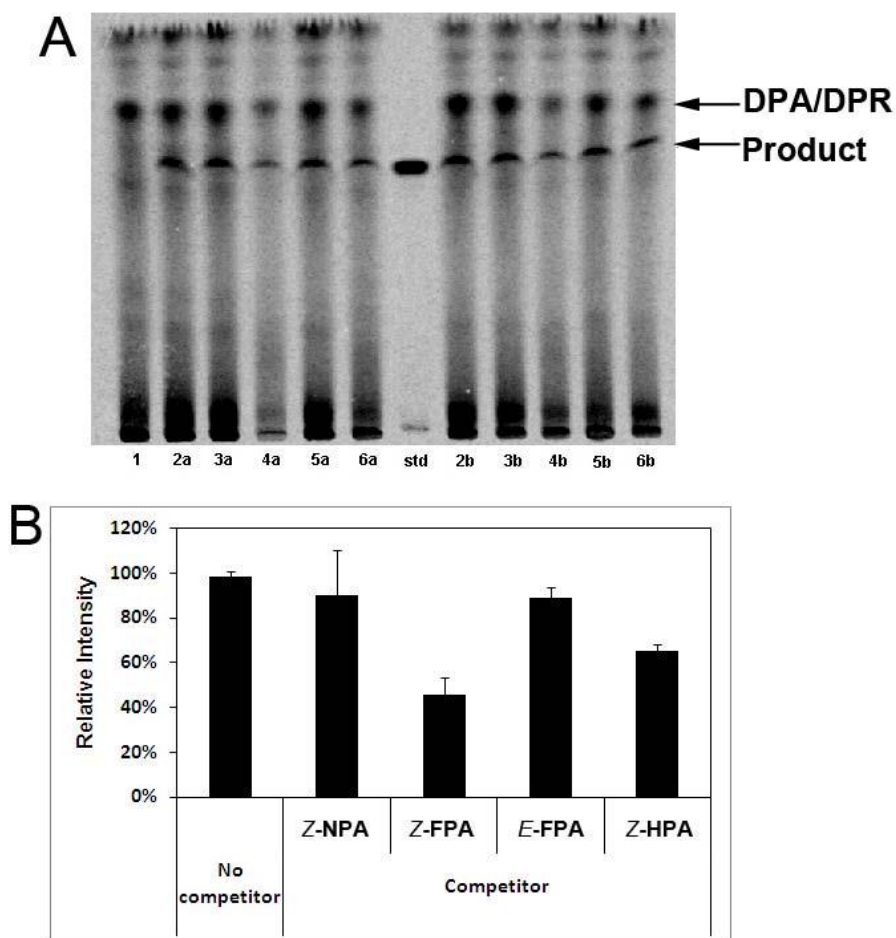 A
DPA/DPR
Product
1 2a 3a 4a 5a 6a std 2b 3b 4b 5b 6b
B
120%
100%
80%
60%
40%
20%
0%
Relative Intensity
Z-NPA Z-FPA E-FPA Z-HPA
No
competitor
Competitor